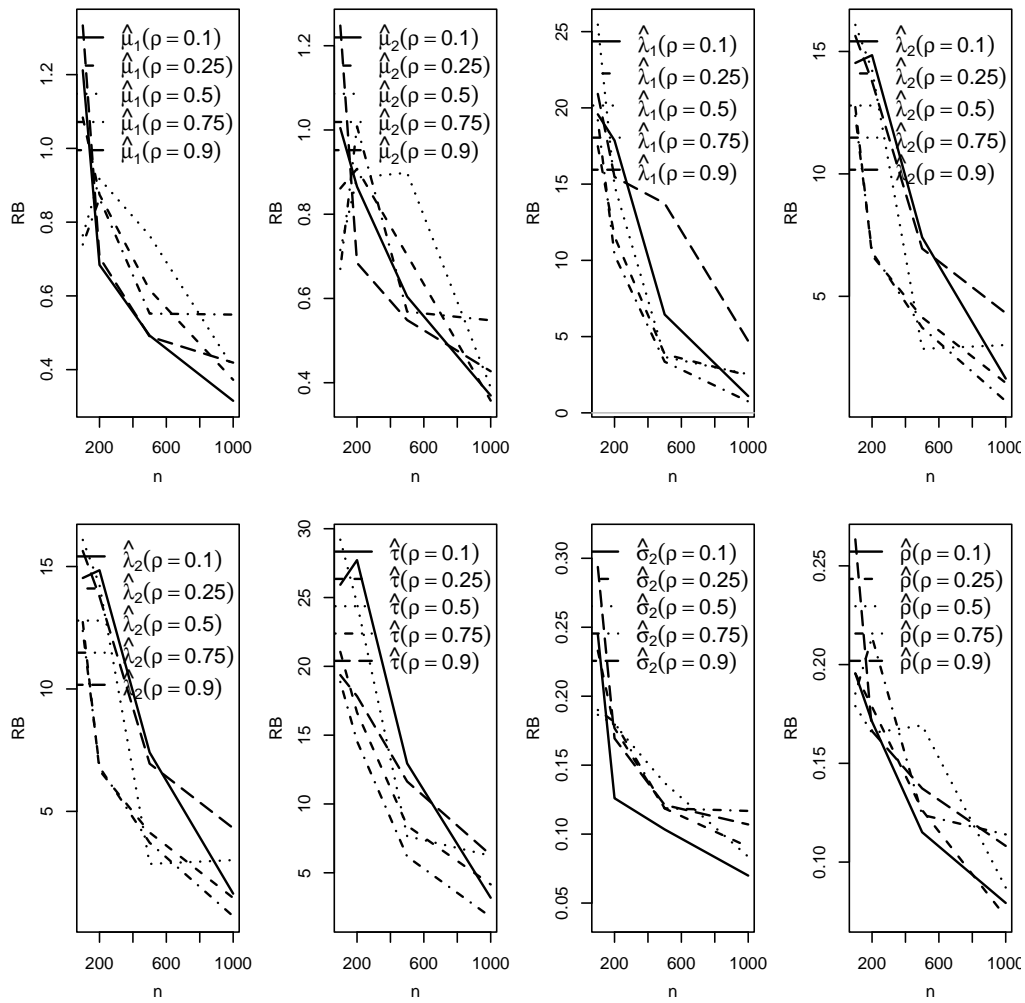 RB
0.4 0.6 0.8 1.0 1.2
μ̂₁(ρ = 0.1)
μ̂₁(ρ = 0.25)
μ̂₁(ρ = 0.5)
μ̂₁(ρ = 0.75)
μ̂₁(ρ = 0.9)
200 600 1000
n
RB
0.4 0.6 0.8 1.0 1.2
μ̂₂(ρ = 0.1)
μ̂₂(ρ = 0.25)
μ̂₂(ρ = 0.5)
μ̂₂(ρ = 0.75)
μ̂₂(ρ = 0.9)
200 600 1000
n
RB
0 5 10 15 20 25
λ̂₁(ρ = 0.1)
λ̂₁(ρ = 0.25)
λ̂₁(ρ = 0.5)
λ̂₁(ρ = 0.75)
λ̂₁(ρ = 0.9)
200 600 1000
n
RB
5 10 15
λ̂₂(ρ = 0.1)
λ̂₂(ρ = 0.25)
λ̂₂(ρ = 0.5)
λ̂₂(ρ = 0.75)
λ̂₂(ρ = 0.9)
200 600 1000
n
RB
5 10 15
λ̂₂(ρ = 0.1)
λ̂₂(ρ = 0.25)
λ̂₂(ρ = 0.5)
λ̂₂(ρ = 0.75)
λ̂₂(ρ = 0.9)
200 600 1000
n
RB
5 10 15 20 25 30
τ̂(ρ = 0.1)
τ̂(ρ = 0.25)
τ̂(ρ = 0.5)
τ̂(ρ = 0.75)
τ̂(ρ = 0.9)
200 600 1000
n
RB
0.05 0.10 0.15 0.20 0.25 0.30
σ̂₂(ρ = 0.1)
σ̂₂(ρ = 0.25)
σ̂₂(ρ = 0.5)
σ̂₂(ρ = 0.75)
σ̂₂(ρ = 0.9)
200 600 1000
n
RB
0.10 0.15 0.20 0.25
ρ̂(ρ = 0.1)
ρ̂(ρ = 0.25)
ρ̂(ρ = 0.5)
ρ̂(ρ = 0.75)
ρ̂(ρ = 0.9)
200 600 1000
n